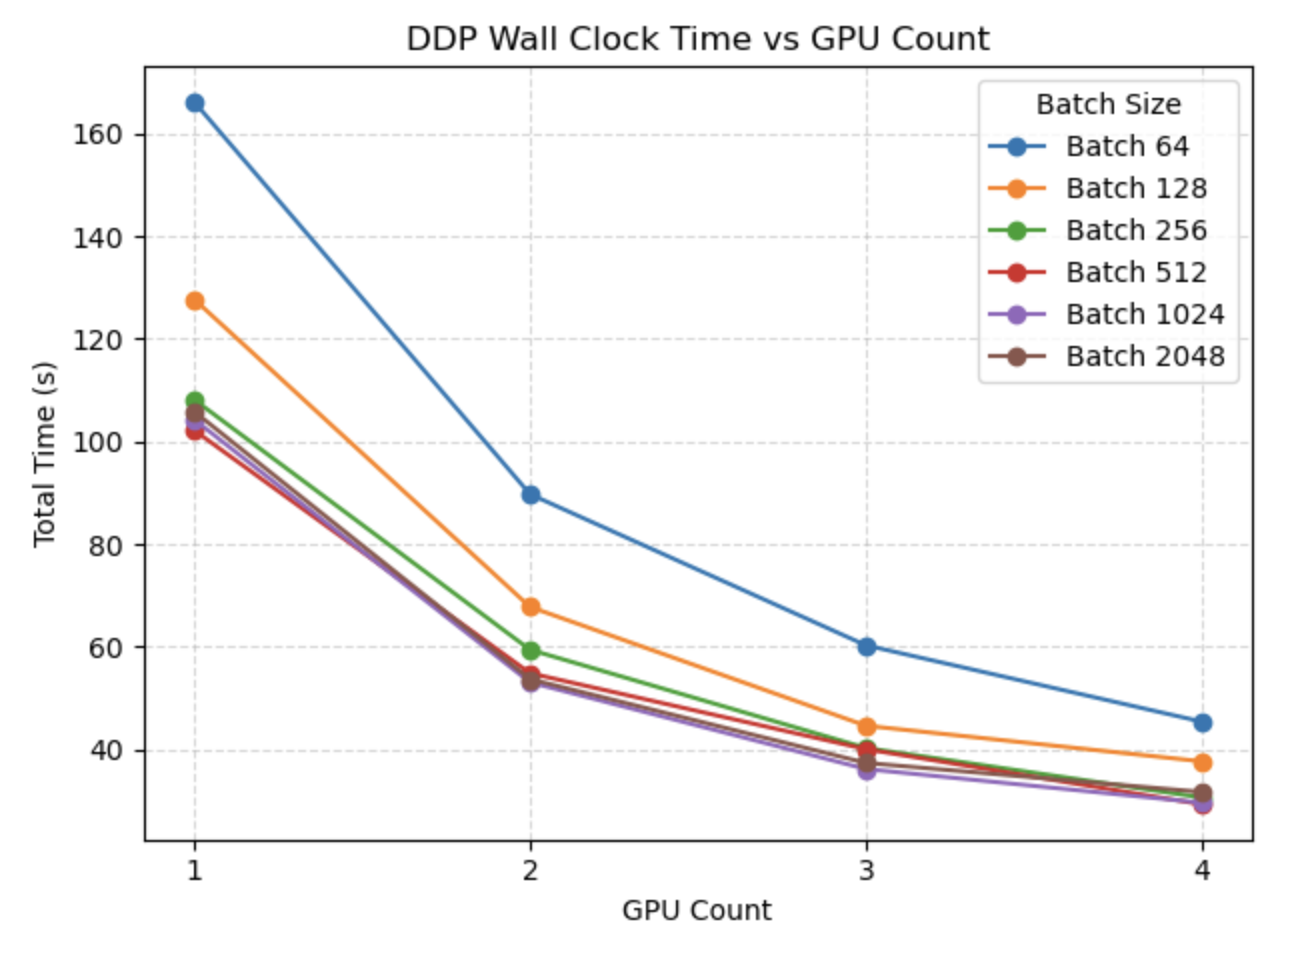 DDP Wall Clock Time vs GPU Count
Total Time (s)
160
140
120
100
80
60
40
1 2 3 4
GPU Count
Batch Size
Batch 64
Batch 128
Batch 256
Batch 512
Batch 1024
Batch 2048